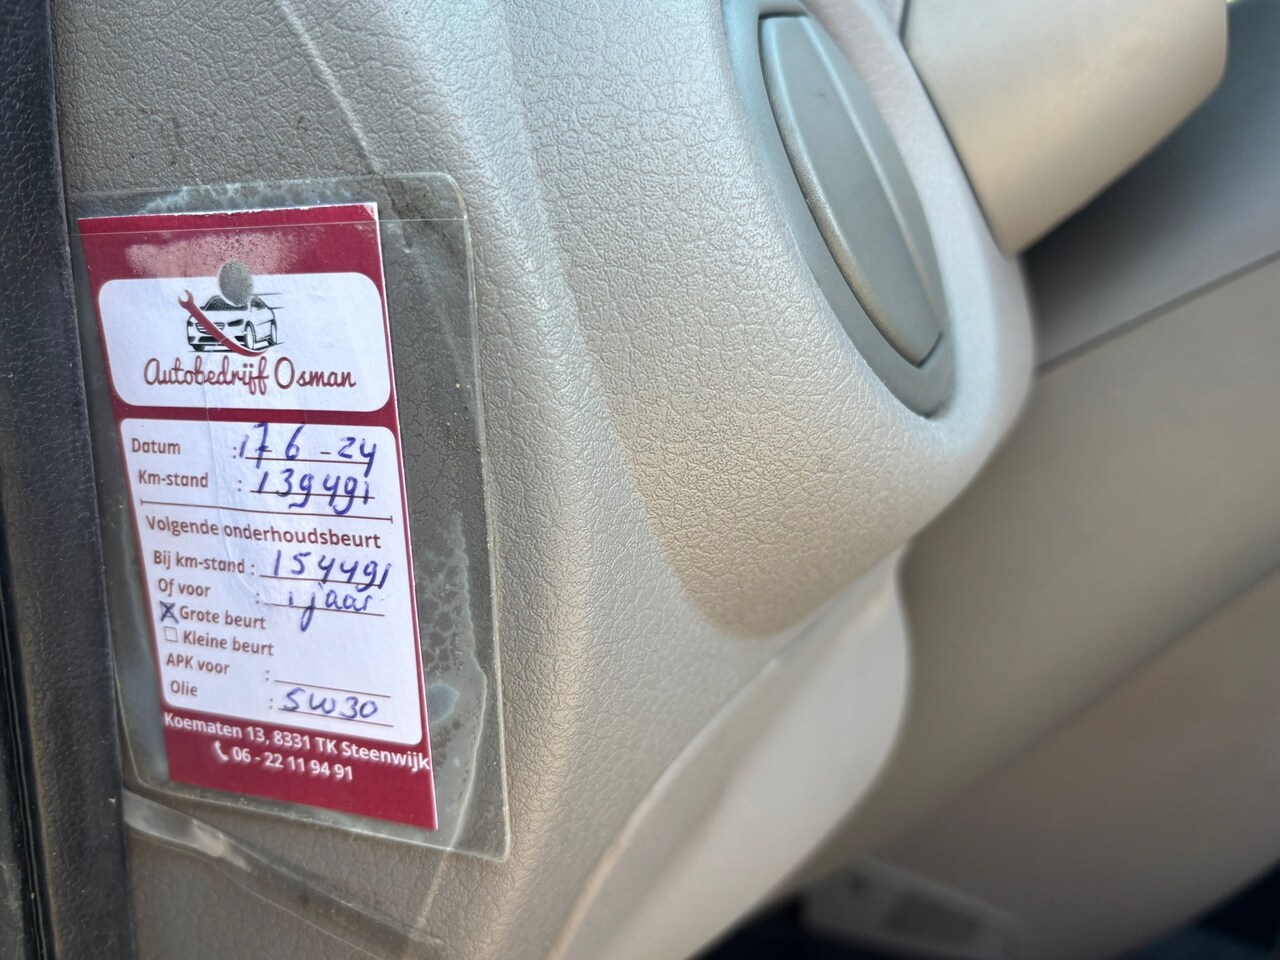 Autobedrijf Osman
Datum : 17 6 - 24
Km-stand : 139491
Volgende onderhoudsbeurt
Bij km-stand : 154491
Of voor : 1 jaar
X Grote beurt
☐ Kleine beurt
APK voor :
Olie : 5W30
Koematen 13, 8331 TK Steenwijk
06 - 22 11 94 91